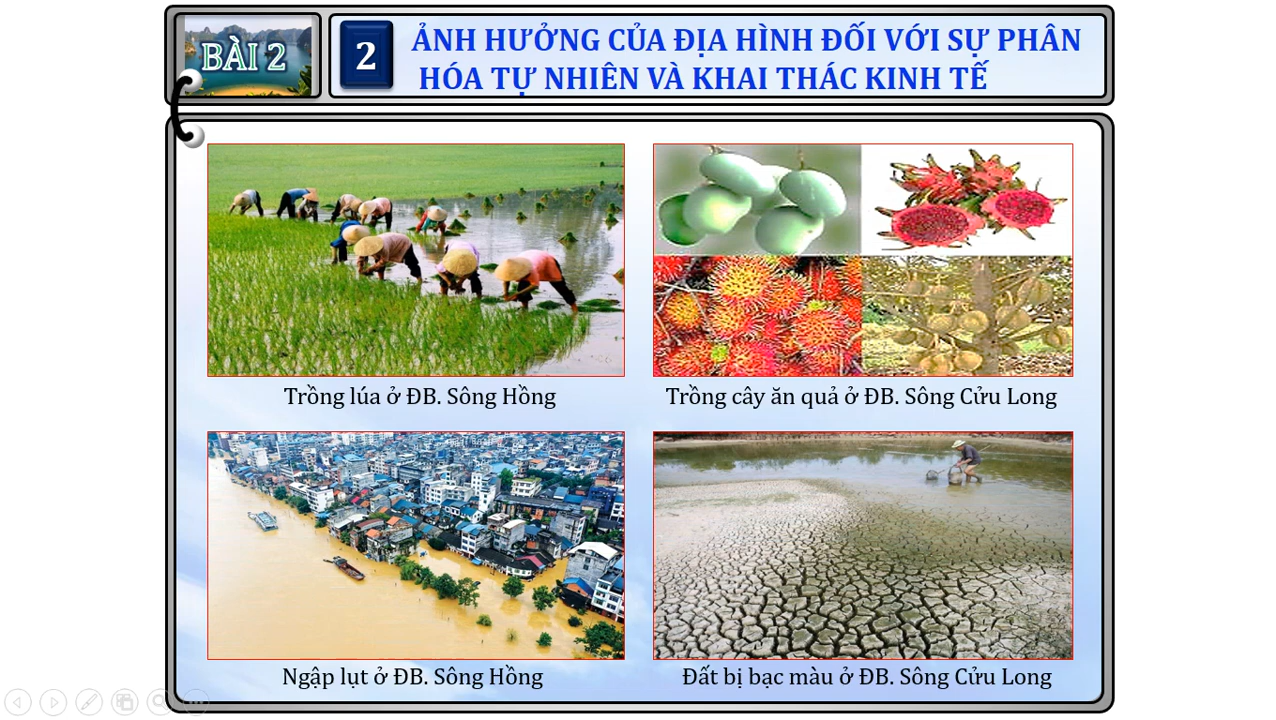 BÀI 2
2
ẢNH HƯỞNG CỦA ĐỊA HÌNH ĐỐI VỚI SỰ PHÂN
HÓA TỰ NHIÊN VÀ KHAI THÁC KINH TẾ
Trồng lúa ở ĐB. Sông Hồng
Trồng cây ăn quả ở ĐB. Sông Cửu Long
Ngập lụt ở ĐB. Sông Hồng
Đất bị bạc màu ở ĐB. Sông Cửu Long